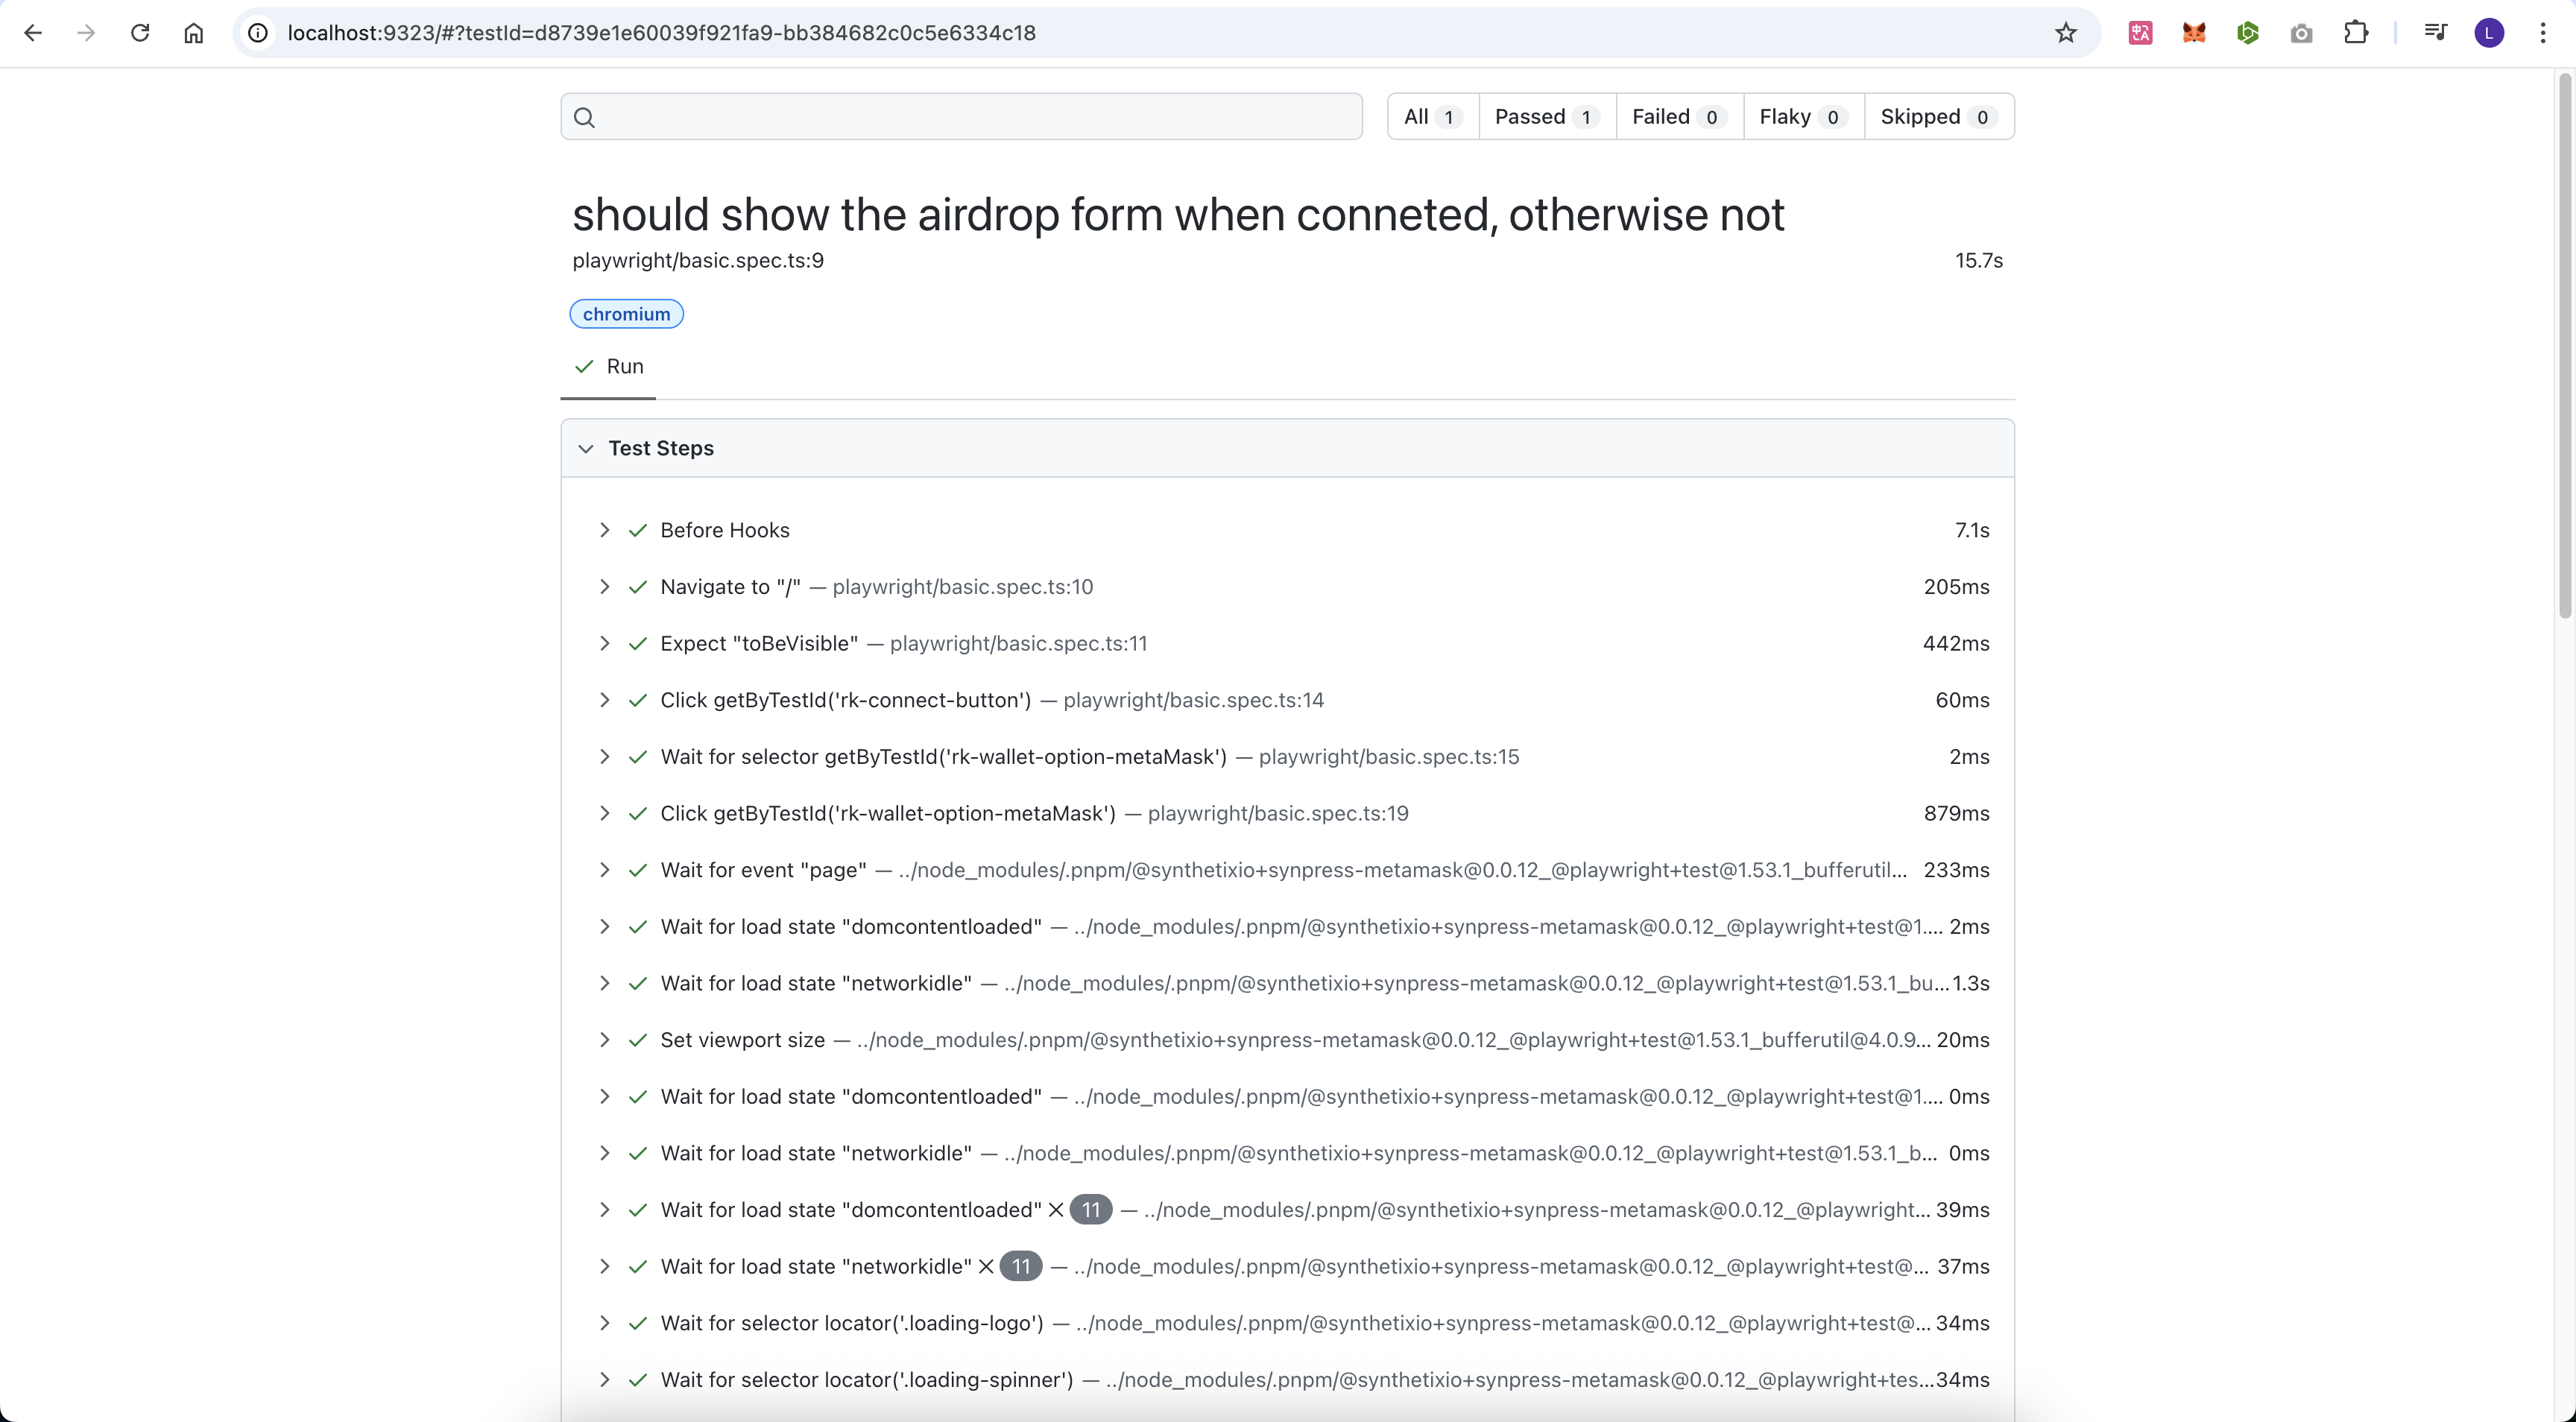 localhost:9323/#?testId=d8739e1e60039f921fa9-bb384682c0c5e6334c18
L
All 1 Passed 1 Failed 0 Flaky 0 Skipped 0
should show the airdrop form when conneted, otherwise not
playwright/basic.spec.ts:9 15.7s
chromium
Run
Test Steps
Before Hooks 7.1s
Navigate to "/" — playwright/basic.spec.ts:10 205ms
Expect "toBeVisible" — playwright/basic.spec.ts:11 442ms
Click getByTestId('rk-connect-button') — playwright/basic.spec.ts:14 60ms
Wait for selector getByTestId('rk-wallet-option-metaMask') — playwright/basic.spec.ts:15 2ms
Click getByTestId('rk-wallet-option-metaMask') — playwright/basic.spec.ts:19 879ms
Wait for event "page" — ../node_modules/.pnpm/@synthetixio+synpress-metamask@0.0.12_@playwright+test@1.53.1_bufferutil... 233ms
Wait for load state "domcontentloaded" — ../node_modules/.pnpm/@synthetixio+synpress-metamask@0.0.12_@playwright+test@1.... 2ms
Wait for load state "networkidle" — ../node_modules/.pnpm/@synthetixio+synpress-metamask@0.0.12_@playwright+test@1.53.1_bu... 1.3s
Set viewport size — ../node_modules/.pnpm/@synthetixio+synpress-metamask@0.0.12_@playwright+test@1.53.1_bufferutil@4.0.9... 20ms
Wait for load state "domcontentloaded" — ../node_modules/.pnpm/@synthetixio+synpress-metamask@0.0.12_@playwright+test@1.... 0ms
Wait for load state "networkidle" — ../node_modules/.pnpm/@synthetixio+synpress-metamask@0.0.12_@playwright+test@1.53.1_b... 0ms
Wait for load state "domcontentloaded" ✕ 11 — ../node_modules/.pnpm/@synthetixio+synpress-metamask@0.0.12_@playwright... 39ms
Wait for load state "networkidle" ✕ 11 — ../node_modules/.pnpm/@synthetixio+synpress-metamask@0.0.12_@playwright+test@... 37ms
Wait for selector locator('.loading-logo') — ../node_modules/.pnpm/@synthetixio+synpress-metamask@0.0.12_@playwright+test@... 34ms
Wait for selector locator('.loading-spinner') — ../node_modules/.pnpm/@synthetixio+synpress-metamask@0.0.12_@playwright+tes... 34ms